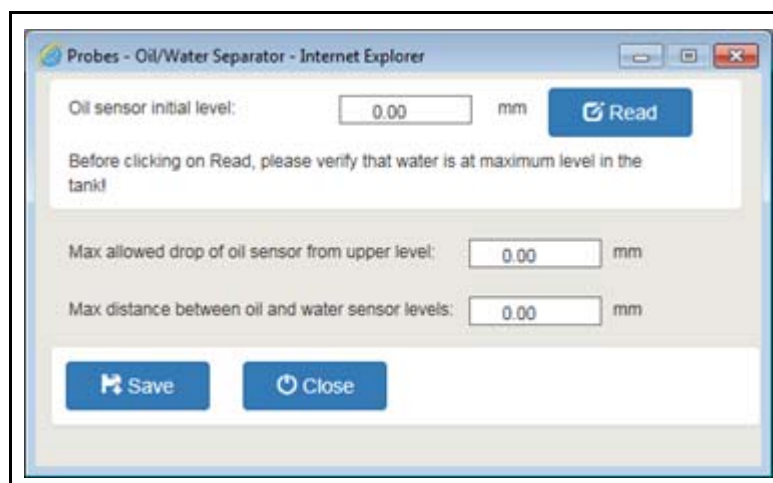 Probes - Oil/Water Separator - Internet Explorer
Oil sensor initial level: 0.00 mm Read
Before clicking on Read, please verify that water is at maximum level in the
tank!
Max allowed drop of oil sensor from upper level: 0.00 mm
Max distance between oil and water sensor levels: 0.00 mm
Save Close